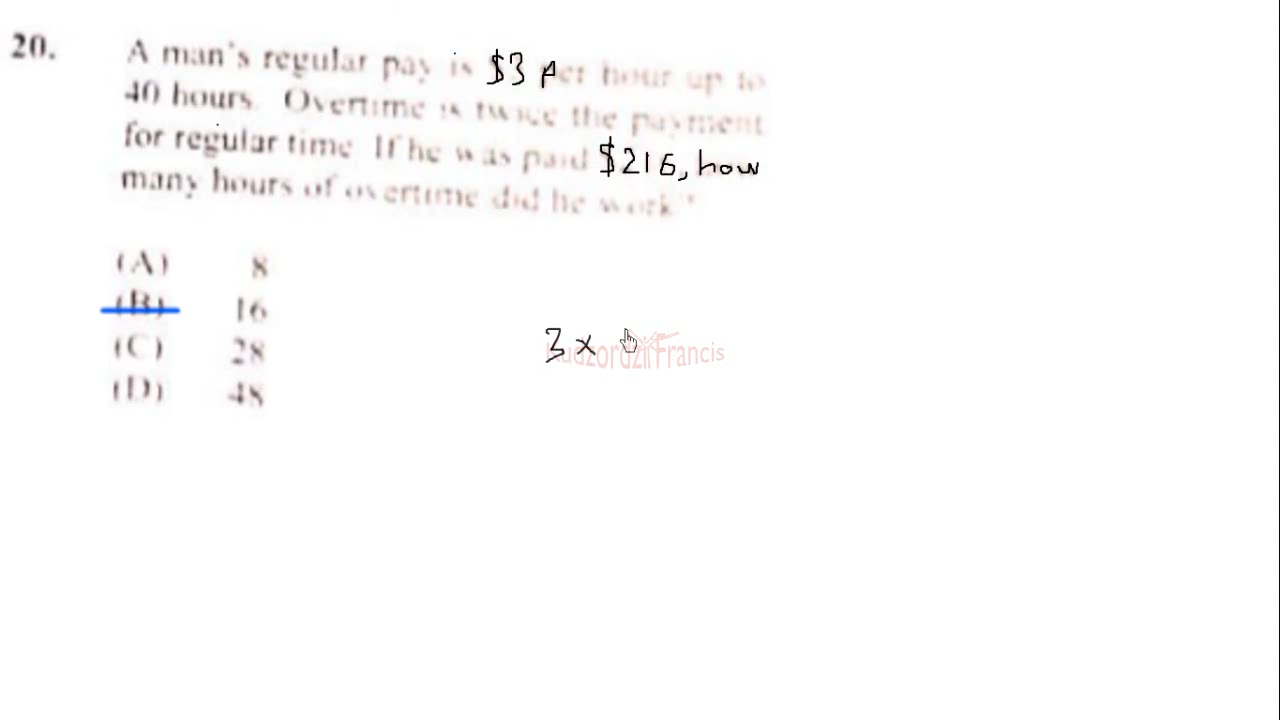 20.
A man's regular pay is $3 per hour up to
40 hours. Overtime is twice the payment
for regular time. If he was paid $216, how
many hours of overtime did he work?
(A) 8
(B) 16
(C) 28
(D) 48
3 x
Francis